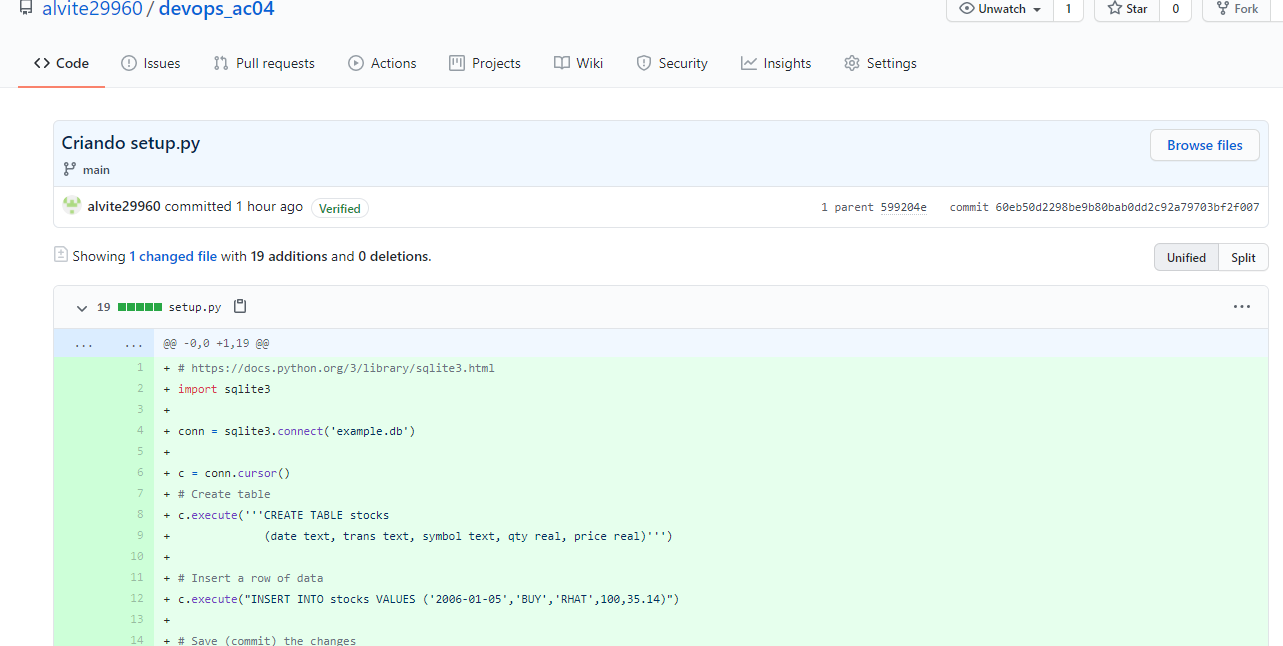 alvite29960 / devops_ac04
Unwatch 1 Star 0 Fork
Code Issues Pull requests Actions Projects Wiki Security Insights Settings
Criando setup.py
Browse files
main
alvite29960 committed 1 hour ago Verified 1 parent 599204e commit 60eb50d2298be9b80bab0dd2c92a79703bf2f007
Showing 1 changed file with 19 additions and 0 deletions.
Unified Split
19 setup.py ...
... ... @@ -0,0 +1,19 @@
1 + # https://docs.python.org/3/library/sqlite3.html
2 + import sqlite3
3 +
4 + conn = sqlite3.connect('example.db')
5 +
6 + c = conn.cursor()
7 + # Create table
8 + c.execute('''CREATE TABLE stocks
9 + (date text, trans text, symbol text, qty real, price real)''')
10 +
11 + # Insert a row of data
12 + c.execute("INSERT INTO stocks VALUES ('2006-01-05','BUY','RHAT',100,35.14)")
13 +
14 + # Save (commit) the changes